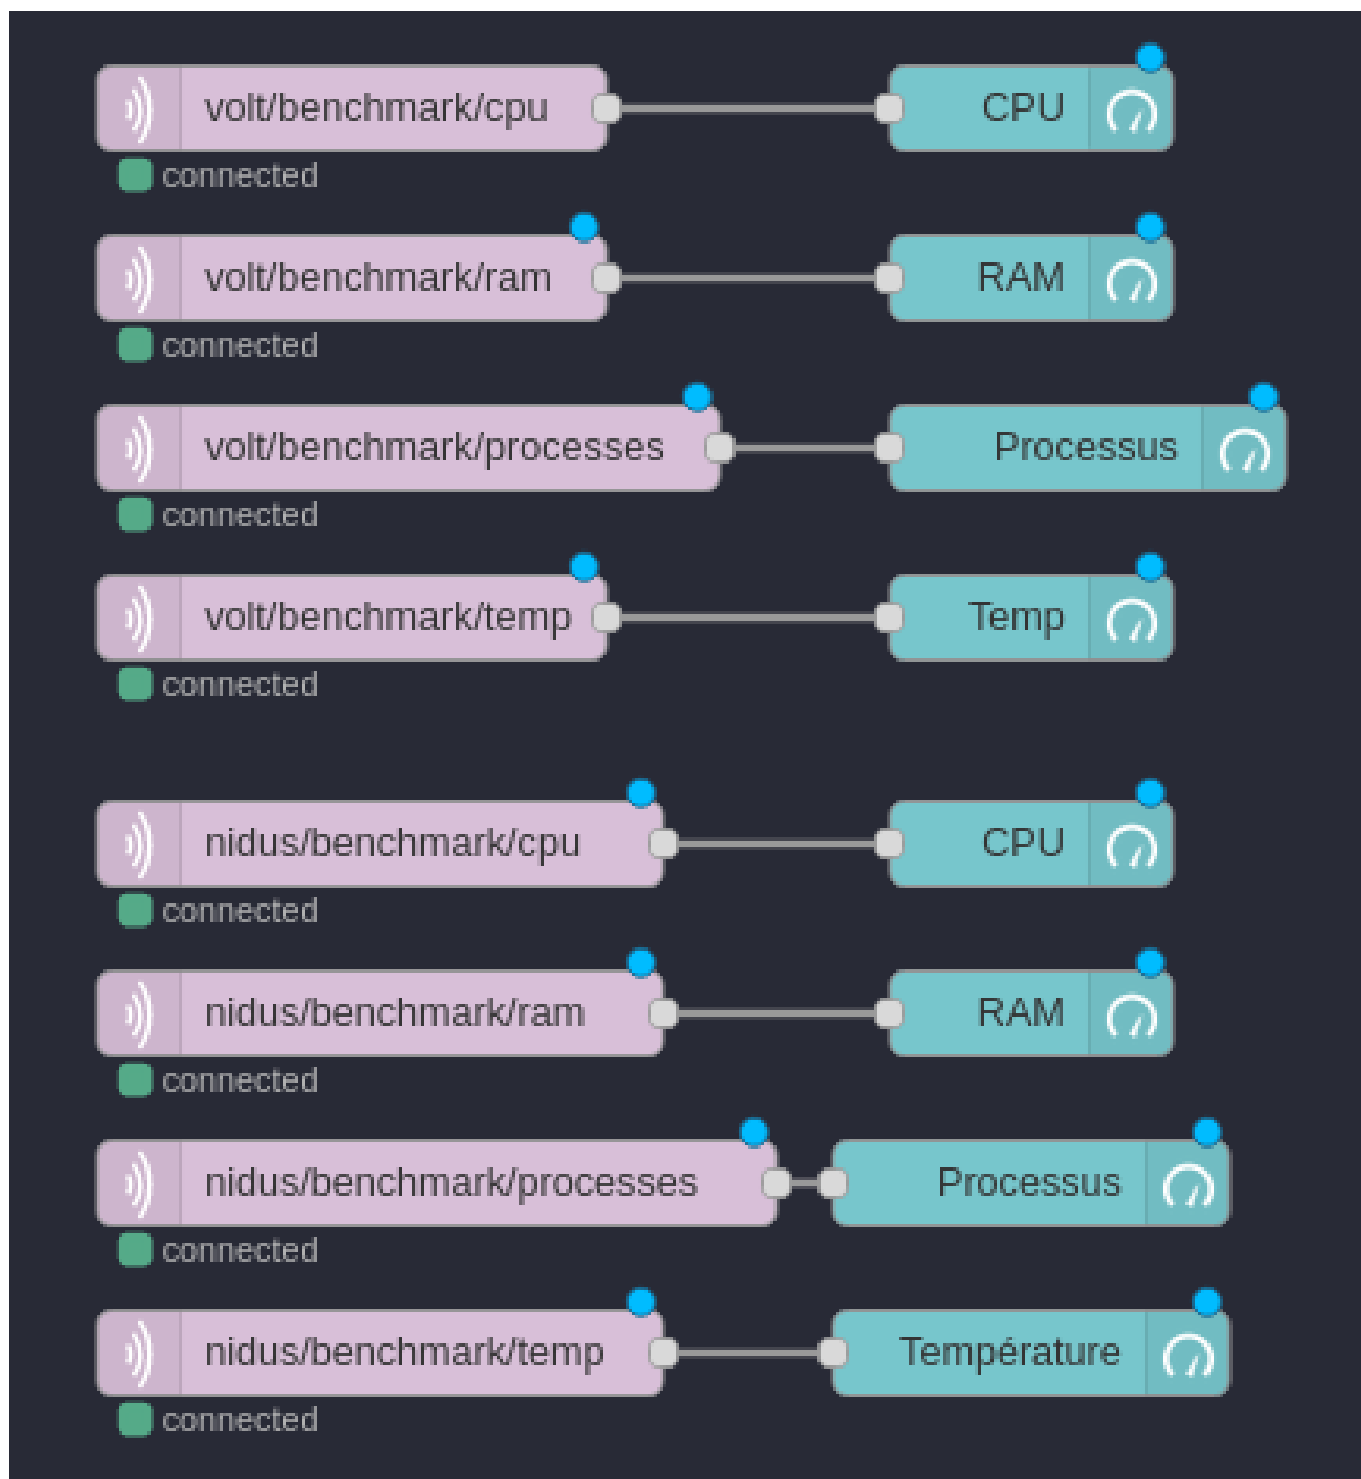 volt/benchmark/cpu CPU
connected
volt/benchmark/ram RAM
connected
volt/benchmark/processes Processus
connected
volt/benchmark/temp Temp
connected
nidus/benchmark/cpu CPU
connected
nidus/benchmark/ram RAM
connected
nidus/benchmark/processes Processus
connected
nidus/benchmark/temp Température
connected